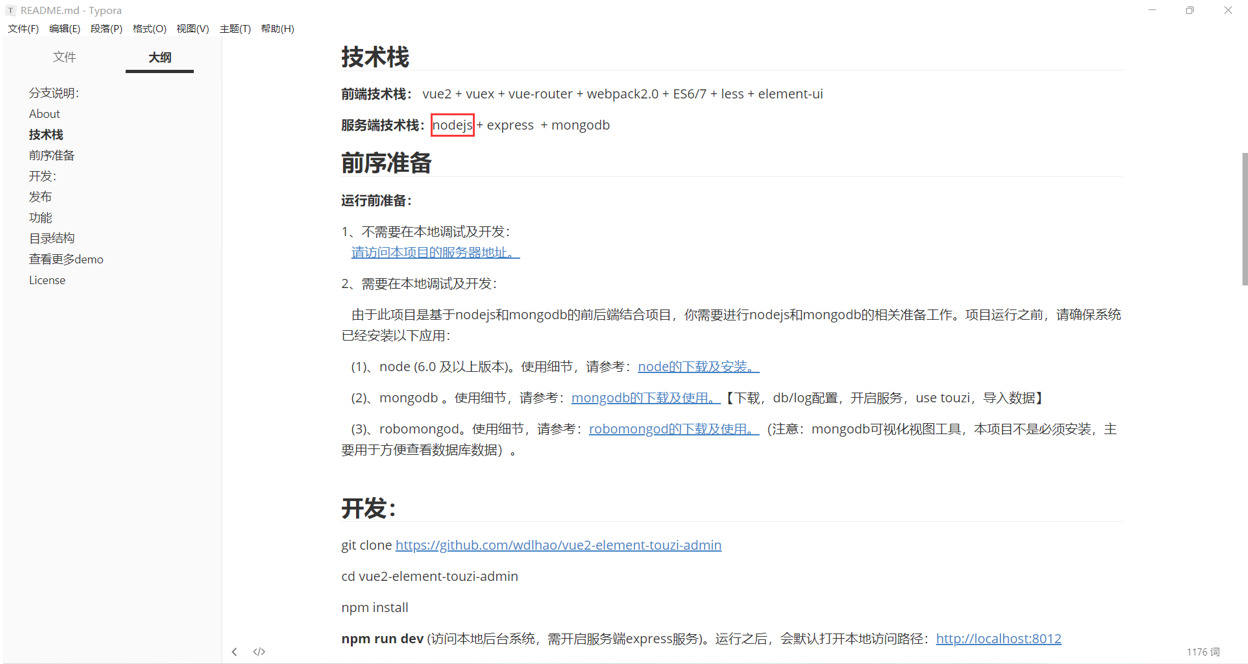 README.md - Typora
文件(F) 编辑(E) 段落(P) 格式(O) 视图(V) 主题(T) 帮助(H)
文件 大纲
分支说明：
About
技术栈
前序准备
开发：
发布
功能
目录结构
查看更多demo
License
技术栈
前端技术栈： vue2 + vuex + vue-router + webpack2.0 + ES6/7 + less + element-ui
服务端技术栈：nodejs + express + mongodb
前序准备
运行前准备：
1、不需要在本地调试及开发：
请访问本项目的服务器地址。
2、需要在本地调试及开发：
由于此项目是基于nodejs和mongodb的前后端结合项目，你需要进行nodejs和mongodb的相关准备工作。项目运行之前，请确保系统
已经安装以下应用：
(1)、node (6.0 及以上版本)。使用细节，请参考：node的下载及安装。
(2)、mongodb 。使用细节，请参考：mongodb的下载及使用。【下载，db/log配置，开启服务，use touzi，导入数据】
(3)、robomongod。使用细节，请参考：robomongod的下载及使用。（注意：mongodb可视化视图工具，本项目不是必须安装，主
要用于方便查看数据库数据）。
开发：
git clone https://github.com/wdlhao/vue2-element-touzi-admin
cd vue2-element-touzi-admin
npm install
npm run dev (访问本地后台系统，需开启服务端express服务)。运行之后，会默认打开本地访问路径：http://localhost:8012
1176 词